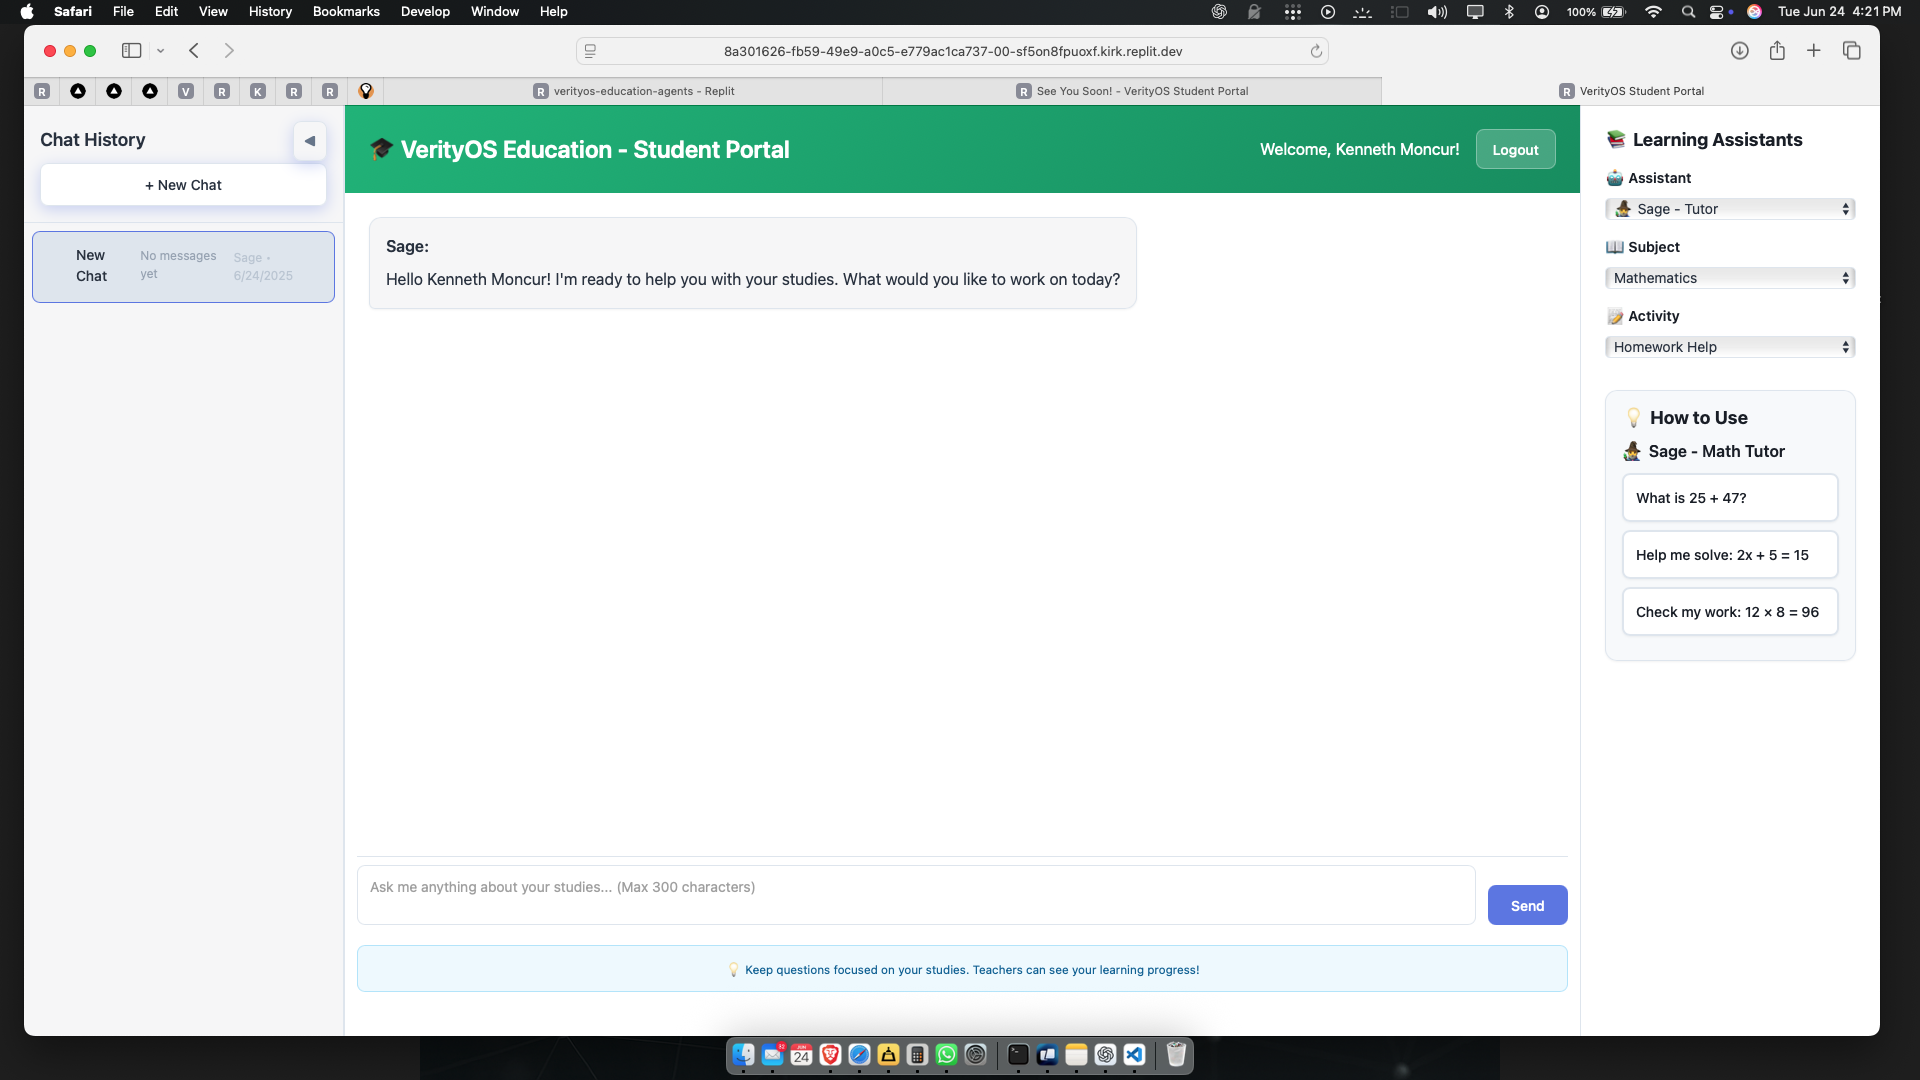 Safari File Edit View History Bookmarks Develop Window Help 100% Tue Jun 24 4:21 PM
8a301626-fb59-49e9-a0c5-e779ac1ca737-00-sf5on8fpuoxf.kirk.replit.dev
R V R K R R R verityos-education-agents - Replit R See You Soon! - VerityOS Student Portal R VerityOS Student Portal
Chat History
+ New Chat
New Chat
No messages yet
Sage •
6/24/2025
🎓 VerityOS Education - Student Portal
Welcome, Kenneth Moncur!
Logout
Sage:
Hello Kenneth Moncur! I'm ready to help you with your studies. What would you like to work on today?
Ask me anything about your studies... (Max 300 characters)
Send
💡 Keep questions focused on your studies. Teachers can see your learning progress!
📚 Learning Assistants
🤖 Assistant
Sage - Tutor
📖 Subject
Mathematics
📝 Activity
Homework Help
💡 How to Use
Sage - Math Tutor
What is 25 + 47?
Help me solve: 2x + 5 = 15
Check my work: 12 × 8 = 96
JUN
24